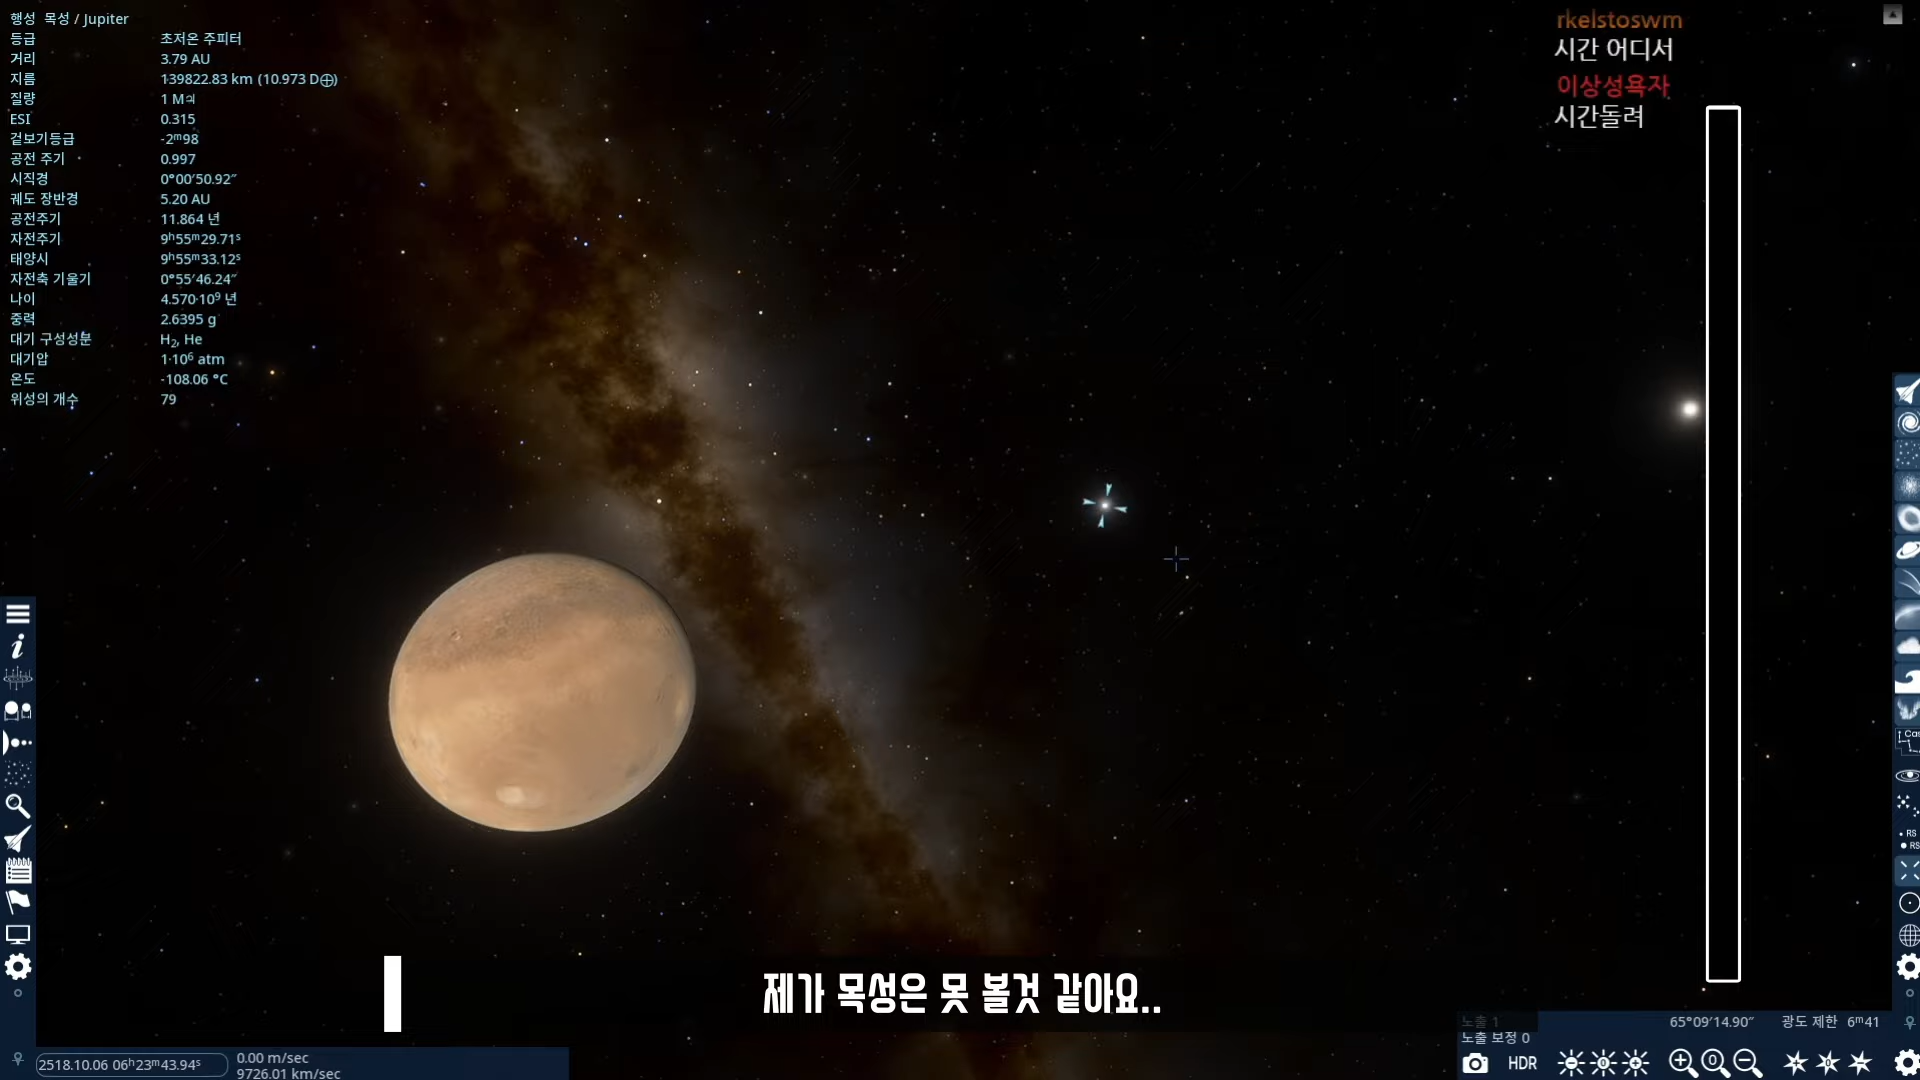 행성 목성 / Jupiter
등급 초저온 주피터
거리 3.79 AU
지름 139822.83 km (10.973 D⊕)
질량 1 M♃
ESI 0.315
겉보기등급 -2ᵐ98
공전 주기 0.997
시직경 0°00′50.92″
궤도 장반경 5.20 AU
공전주기 11.864 년
자전주기 9ʰ55ᵐ29.71ˢ
태양시 9ʰ55ᵐ33.12ˢ
자전축 기울기 0°55′46.24″
나이 4.570·10⁹ 년
중력 2.6395 g
대기 구성성분 H₂, He
대기압 1·10⁶ atm
온도 -108.06 °C
위성의 개수 79
rkelstoswm
시간 어디서
이상성욕자
시간돌려
RS
RS
제가 목성은 못 볼것 같아요..
노출 1
65°09′14.90″ 광도 제한 6ᵐ41
노출 보정 0
2518.10.06 06ʰ23ᵐ43.94ˢ
0.00 m/sec
9726.01 km/sec
HDR